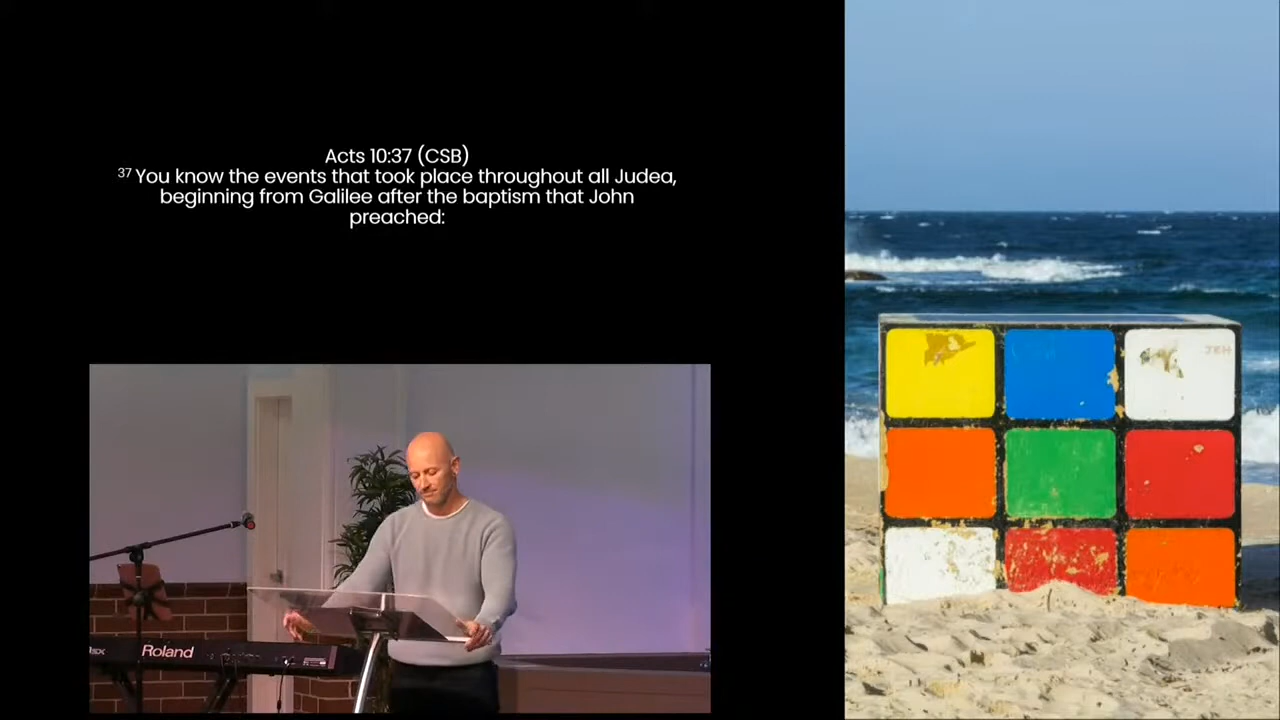 Acts 10:37 (CSB)
37 You know the events that took place throughout all Judea,
beginning from Galilee after the baptism that John
preached:
Roland
JEH